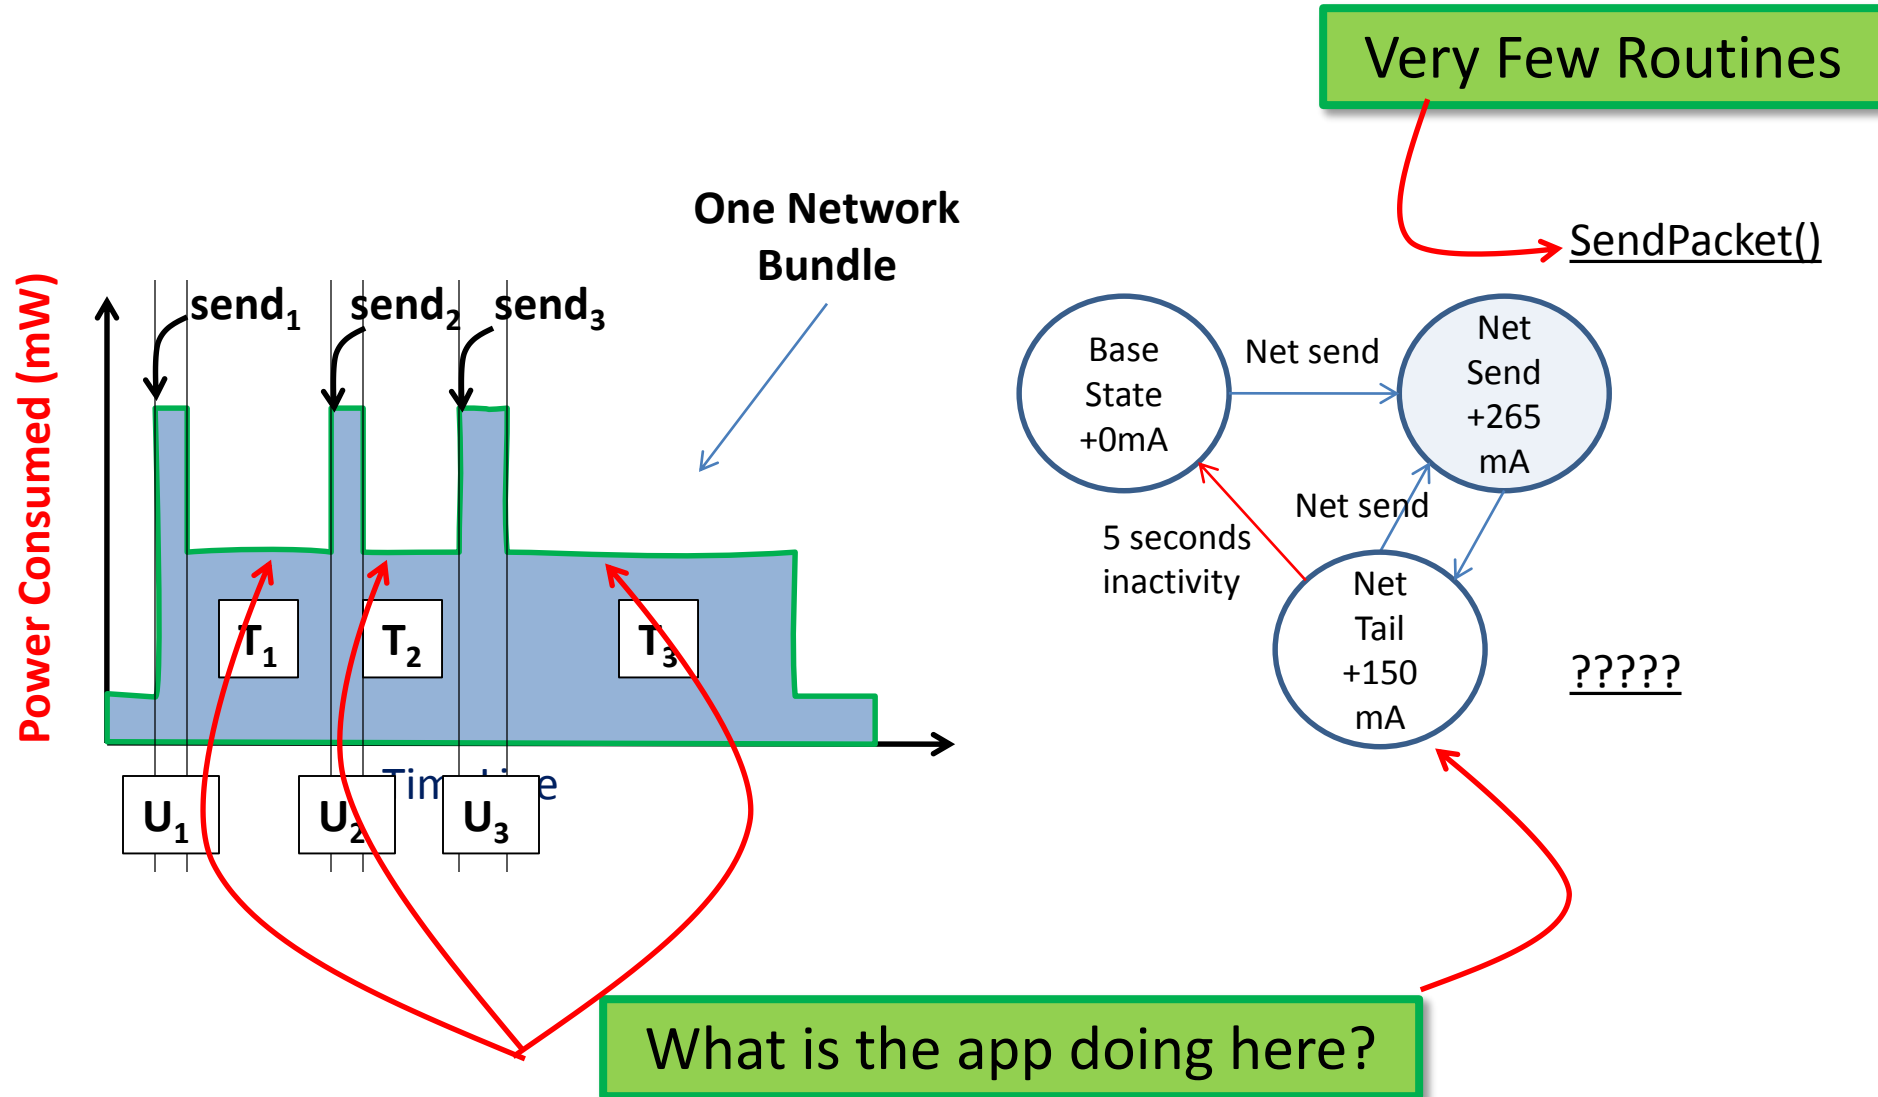 Very Few Routines
One Network
Bundle
SendPacket()
Power Consumed (mW)
send1
send2
send3
Base
State
+0mA
Net send
Net
Send
+265
mA
Net send
5 seconds
inactivity
Net
Tail
+150
mA
?????
T1
T2
T3
U1
U2
U3
What is the app doing here?